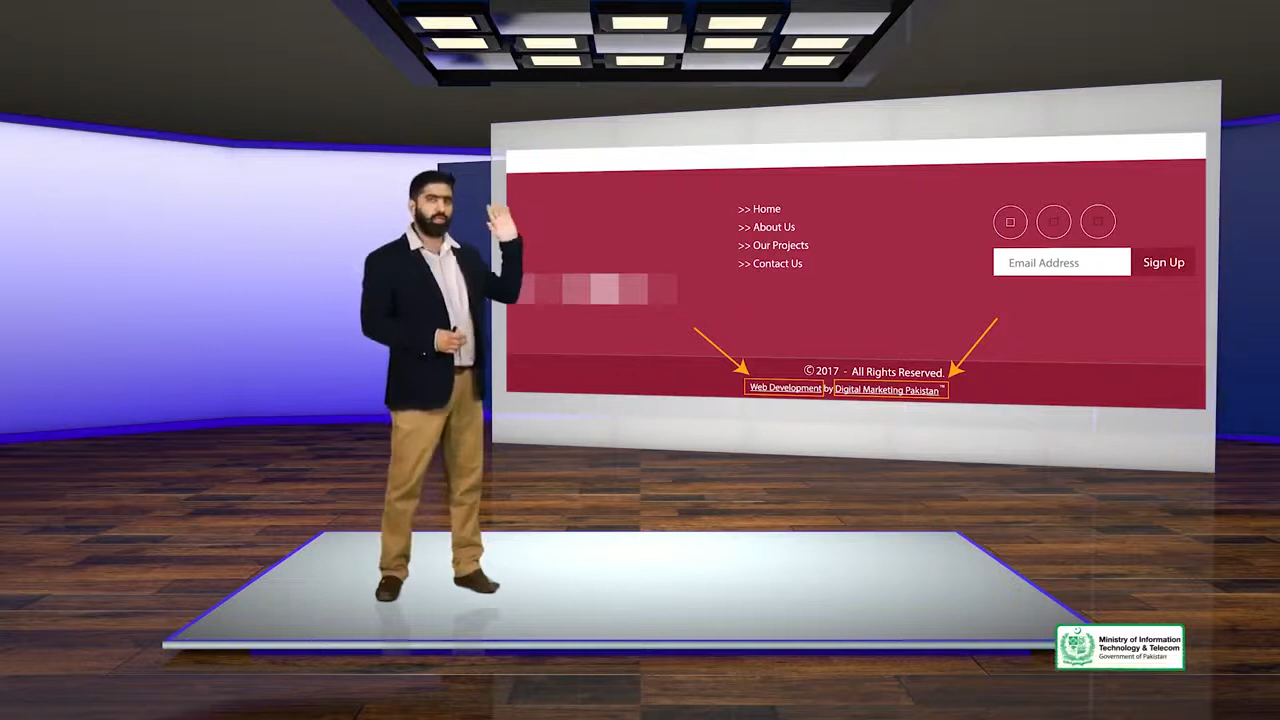 >> Home
>> About Us
>> Our Projects
>> Contact Us
Email Address
Sign Up
© 2017 - All Rights Reserved.
Web Development by Digital Marketing Pakistan™
Ministry of Information
Technology & Telecom
Government of Pakistan